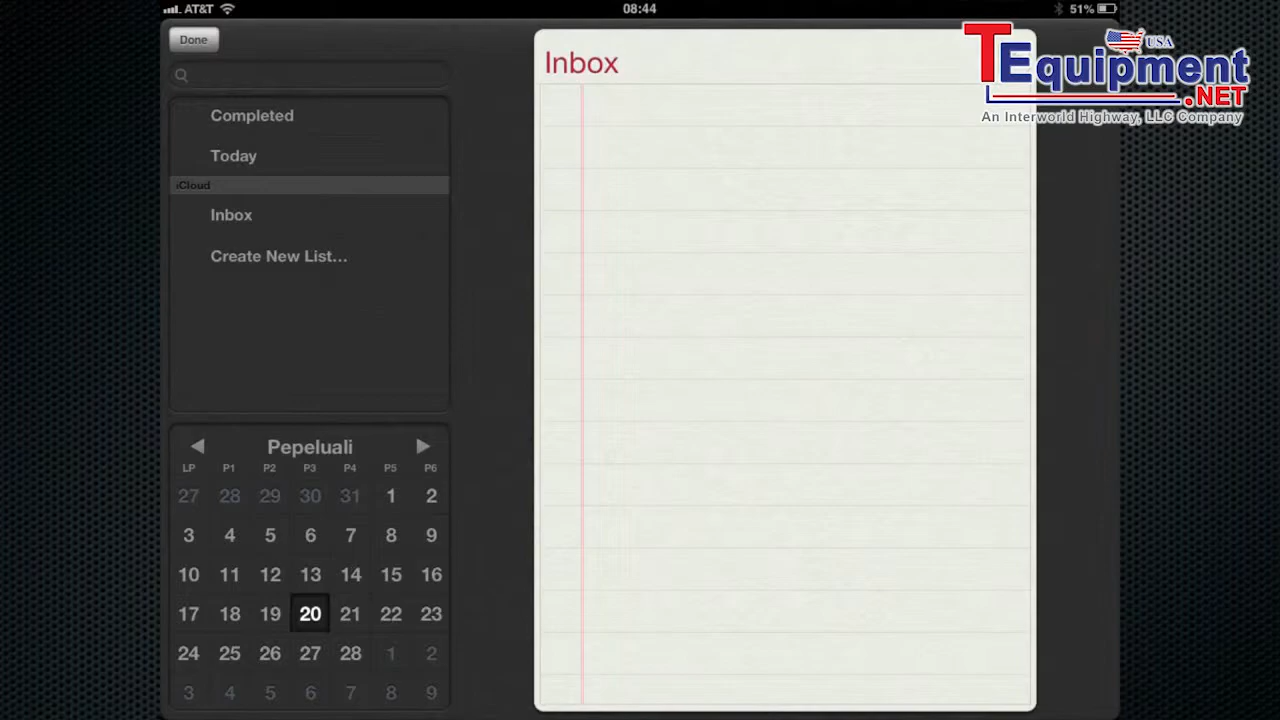 AT&T 08:44 51%
Done
Inbox
USA
TEquipment
.NET
An Interworld Highway, LLC Company
Completed
Today
iCloud
Inbox
Create New List...
Pepeluali
LP P1 P2 P3 P4 P5 P6
27 28 29 30 31 1 2
3 4 5 6 7 8 9
10 11 12 13 14 15 16
17 18 19 20 21 22 23
24 25 26 27 28 1 2
3 4 5 6 7 8 9